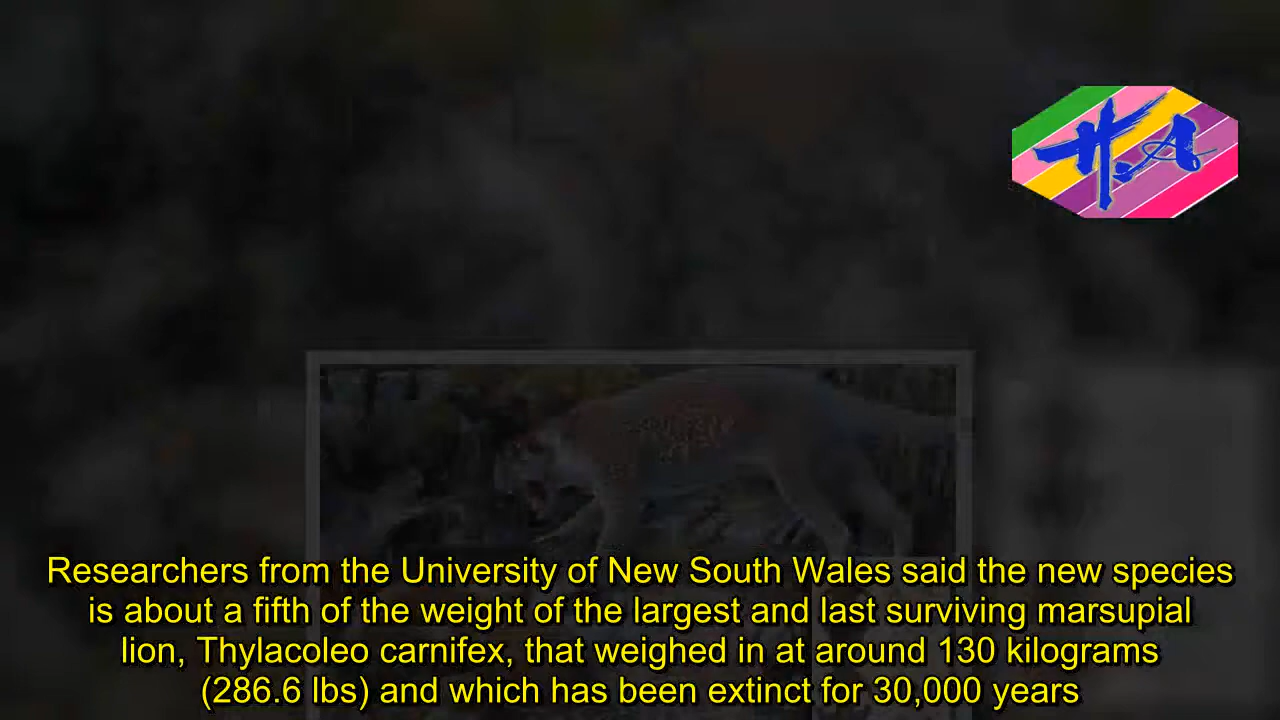 HA
Researchers from the University of New South Wales said the new species
is about a fifth of the weight of the largest and last surviving marsupial
lion, Thylacoleo carnifex, that weighed in at around 130 kilograms
(286.6 lbs) and which has been extinct for 30,000 years